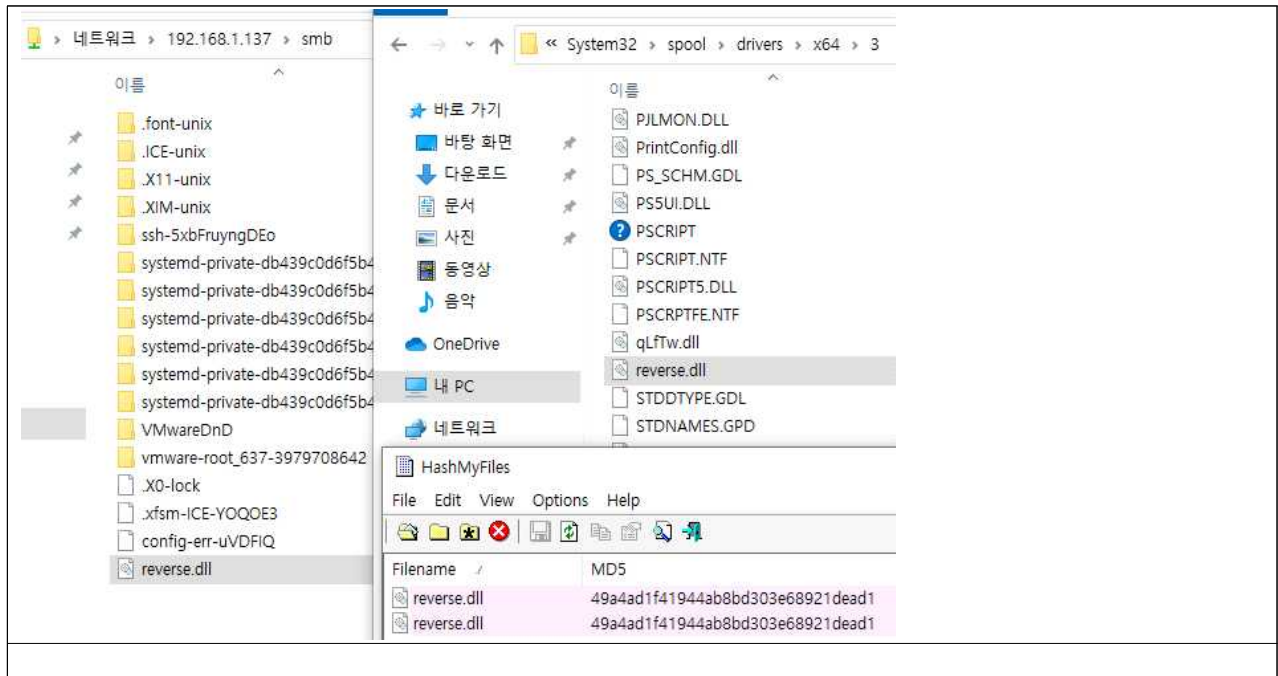 네트워크 › 192.168.1.137 › smb
이름
.font-unix
.ICE-unix
.X11-unix
.XIM-unix
ssh-5xbFruyngDEo
systemd-private-db439c0d6f5b4
systemd-private-db439c0d6f5b4
systemd-private-db439c0d6f5b4
systemd-private-db439c0d6f5b4
systemd-private-db439c0d6f5b4
systemd-private-db439c0d6f5b4
VMwareDnD
vmware-root_637-3979708642
.X0-lock
.xfsm-ICE-YOQOE3
config-err-uVDFIQ
reverse.dll
« System32 › spool › drivers › x64 › 3
바로 가기
바탕 화면
다운로드
문서
사진
동영상
음악
OneDrive
내 PC
네트워크
이름
PJLMON.DLL
PrintConfig.dll
PS_SCHM.GDL
PS5UI.DLL
PSCRIPT
PSCRIPT.NTF
PSCRIPT5.DLL
PSCRPTFE.NTF
qLfTw.dll
reverse.dll
STDDTYPE.GDL
STDNAMES.GPD
HashMyFiles
File Edit View Options Help
Filename / MD5
reverse.dll 49a4ad1f41944ab8bd303e68921dead1
reverse.dll 49a4ad1f41944ab8bd303e68921dead1